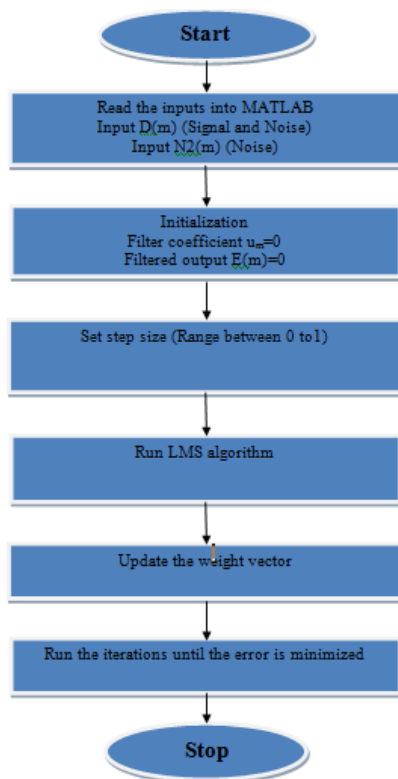 Start
Read the inputs into MATLAB
Input D(m) (Signal and Noise)
Input N2(m) (Noise)
Initialization
Filter coefficient uₘ=0
Filtered output E(m)=0
Set step size (Range between 0 to1)
Run LMS algorithm
Update the weight vector
Run the iterations until the error is minimized
Stop